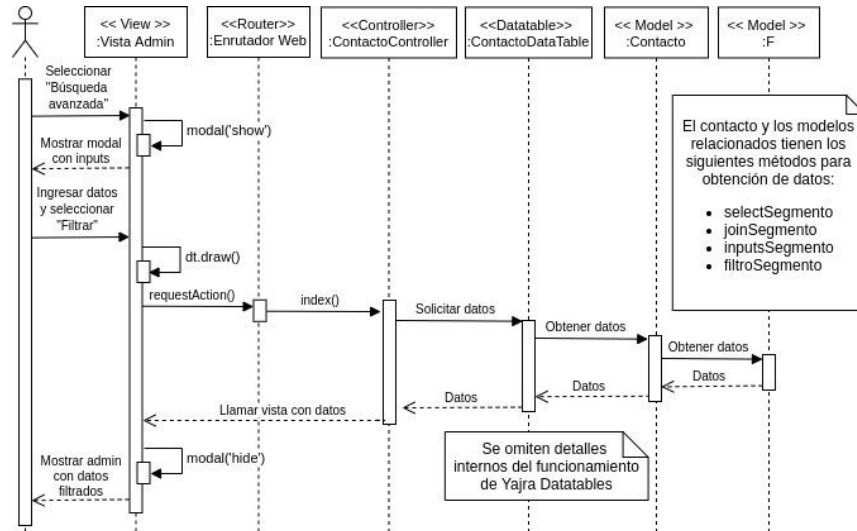 << View >>
:Vista Admin
<<Router>>
:Enrutador Web
<<Controller>>
:ContactoController
<<Datatable>>
:ContactoDataTable
<< Model >>
:Contacto
<< Model >>
:F
Seleccionar
"Búsqueda
avanzada"
modal('show')
Mostrar modal
con inputs
Ingresar datos
y seleccionar
"Filtrar"
dt.draw()
requestAction()
index()
Solicitar datos
Obtener datos
Obtener datos
Datos
Datos
Datos
Llamar vista con datos
modal('hide')
Mostrar admin
con datos
filtrados
El contacto y los modelos
relacionados tienen los
siguientes métodos para
obtención de datos:
• selectSegmento
• joinSegmento
• inputsSegmento
• filtroSegmento
Se omiten detalles
internos del funcionamiento
de Yajra Datatables